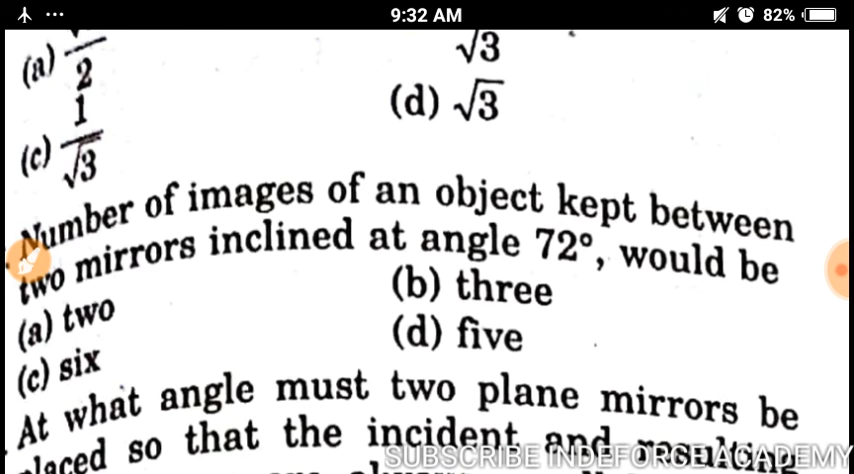 9:32 AM
82%
(a) 2
√3
(c) 1/√3
(d) √3
Number of images of an object kept between
two mirrors inclined at angle 72°, would be
(a) two
(b) three
(c) six
(d) five
At what angle must two plane mirrors be
placed so that the incident and resulting
SUBSCRIBE INDEFORSE ACADEMY